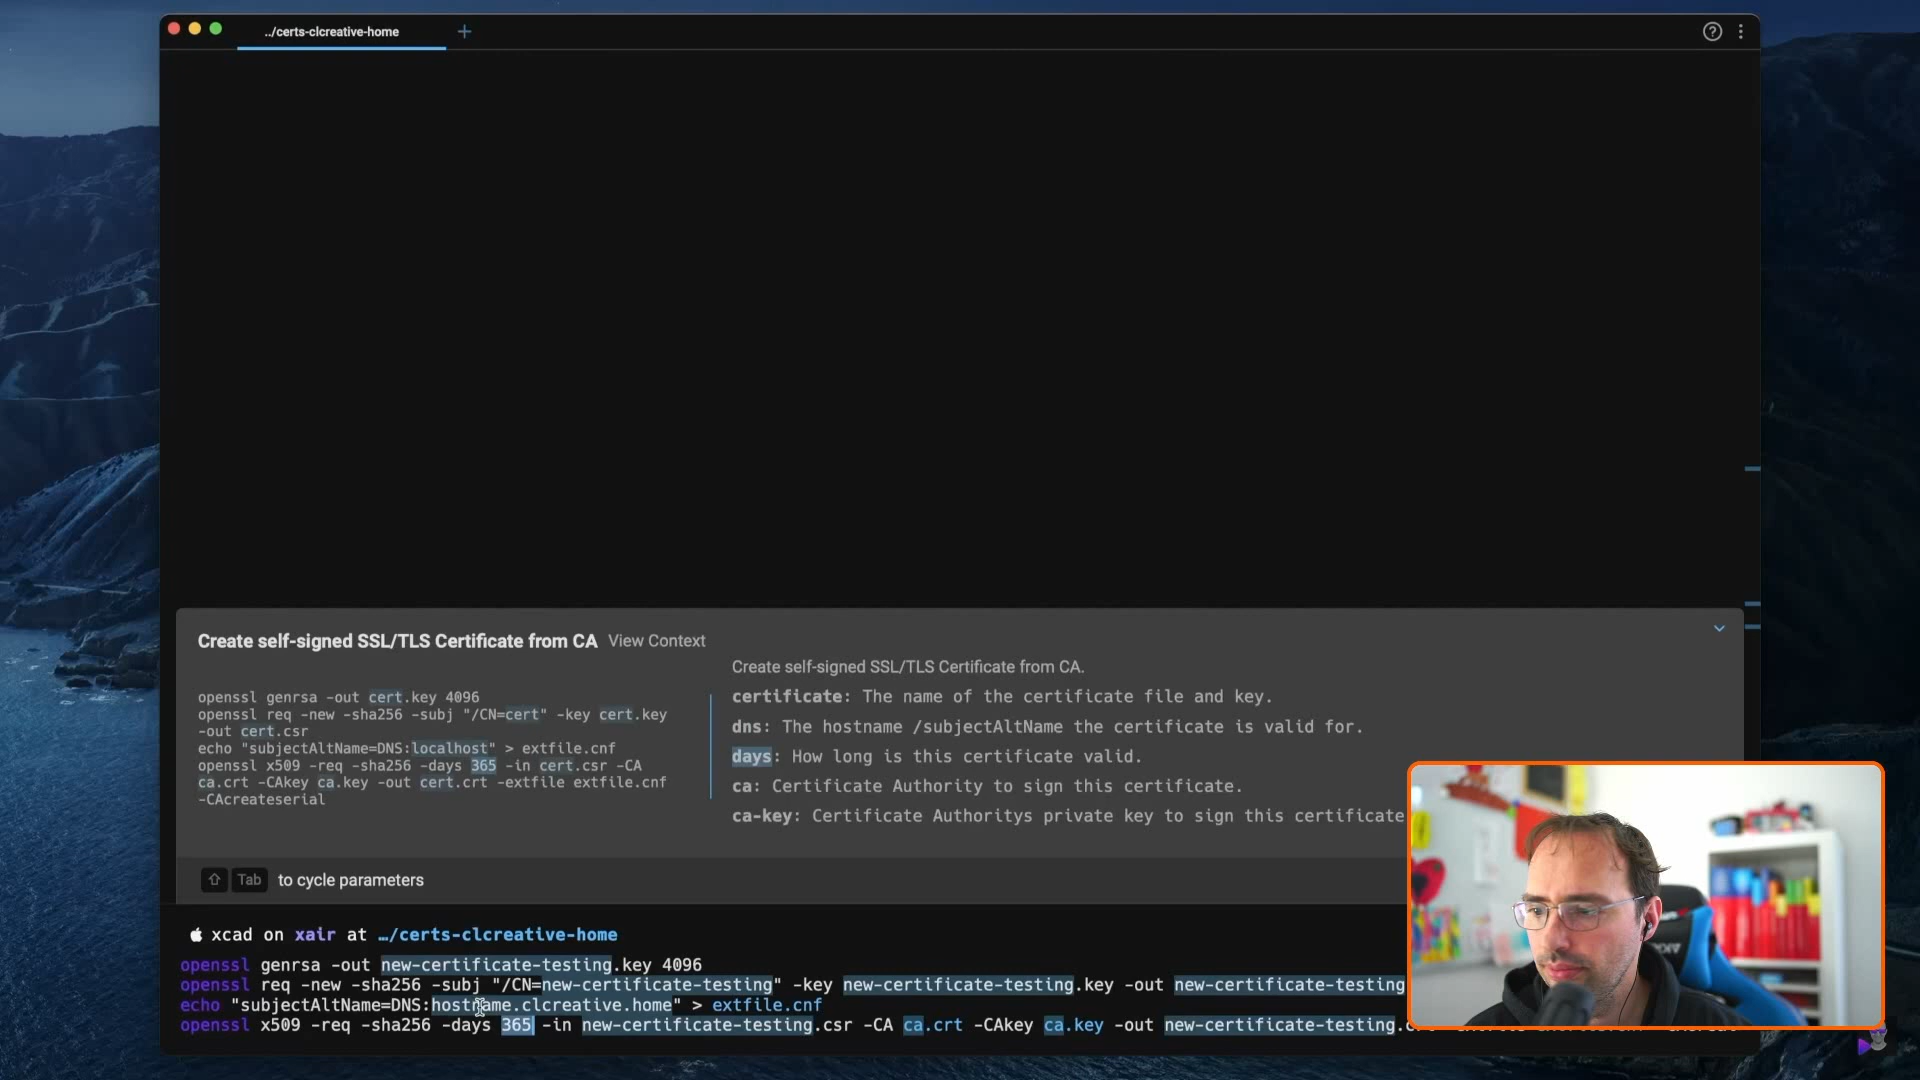 ../certs-clcreative-home
Create self-signed SSL/TLS Certificate from CA View Context
openssl genrsa -out cert.key 4096
openssl req -new -sha256 -subj "/CN=cert" -key cert.key
-out cert.csr
echo "subjectAltName=DNS:localhost" > extfile.cnf
openssl x509 -req -sha256 -days 365 -in cert.csr -CA
ca.crt -CAkey ca.key -out cert.crt -extfile extfile.cnf
-CAcreateserial
Create self-signed SSL/TLS Certificate from CA.
certificate: The name of the certificate file and key.
dns: The hostname /subjectAltName the certificate is valid for.
days: How long is this certificate valid.
ca: Certificate Authority to sign this certificate.
ca-key: Certificate Authoritys private key to sign this certificate
Tab to cycle parameters
xcad on xair at …/certs-clcreative-home
openssl genrsa -out new-certificate-testing.key 4096
openssl req -new -sha256 -subj "/CN=new-certificate-testing" -key new-certificate-testing.key -out new-certificate-testing
echo "subjectAltName=DNS:hostname.clcreative.home" > extfile.cnf
openssl x509 -req -sha256 -days 365 -in new-certificate-testing.csr -CA ca.crt -CAkey ca.key -out new-certificate-testing